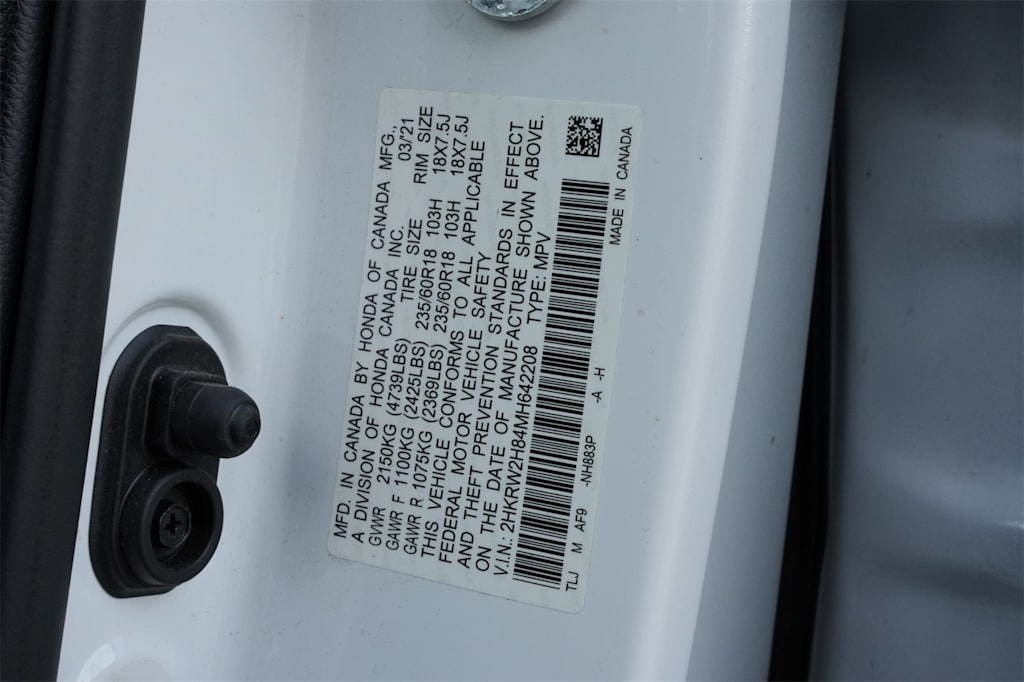 MFD. IN CANADA BY HONDA OF CANADA MFG.,
A DIVISION OF HONDA CANADA INC. 03/21
GVWR 2150KG (4739LBS) TIRE SIZE RIM SIZE
GAWR F 1100KG (2425LBS) 235/60R18 103H 18X7.5J
GAWR R 1075KG (2369LBS) 235/60R18 103H 18X7.5J
THIS VEHICLE CONFORMS TO ALL APPLICABLE
FEDERAL MOTOR VEHICLE SAFETY
AND THEFT PREVENTION STANDARDS IN EFFECT
ON THE DATE OF MANUFACTURE SHOWN ABOVE.
V.I.N.: 2HKRW2H84MH642208 TYPE: MPV
TLJ M AF9 -NH883P -A -H MADE IN CANADA